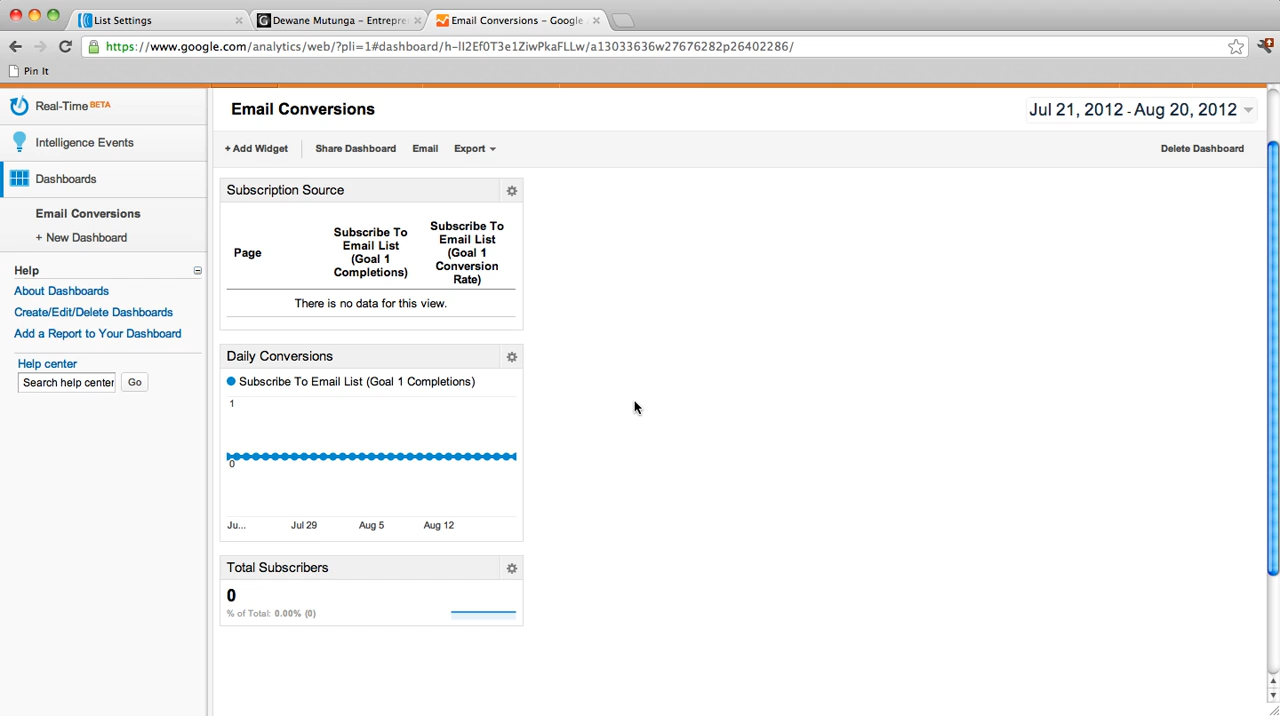 List Settings
Dewane Mutunga – Entrepre
Email Conversions – Google
https://www.google.com/analytics/web/?pli=1#dashboard/h-lI2Ef0T3e1ZiwPkaFLLw/a13033636w27676282p26402286/
Pin It
Real-Time BETA
Intelligence Events
Dashboards
Email Conversions
+ New Dashboard
Help
About Dashboards
Create/Edit/Delete Dashboards
Add a Report to Your Dashboard
Help center
Search help center
Go
Email Conversions
Jul 21, 2012 - Aug 20, 2012
+ Add Widget
Share Dashboard
Email
Export
Delete Dashboard
Subscription Source
Page
Subscribe To
Email List
(Goal 1
Completions)
Subscribe To
Email List
(Goal 1
Conversion
Rate)
There is no data for this view.
Daily Conversions
Subscribe To Email List (Goal 1 Completions)
1
0
Ju...
Jul 29
Aug 5
Aug 12
Total Subscribers
0
% of Total: 0.00% (0)